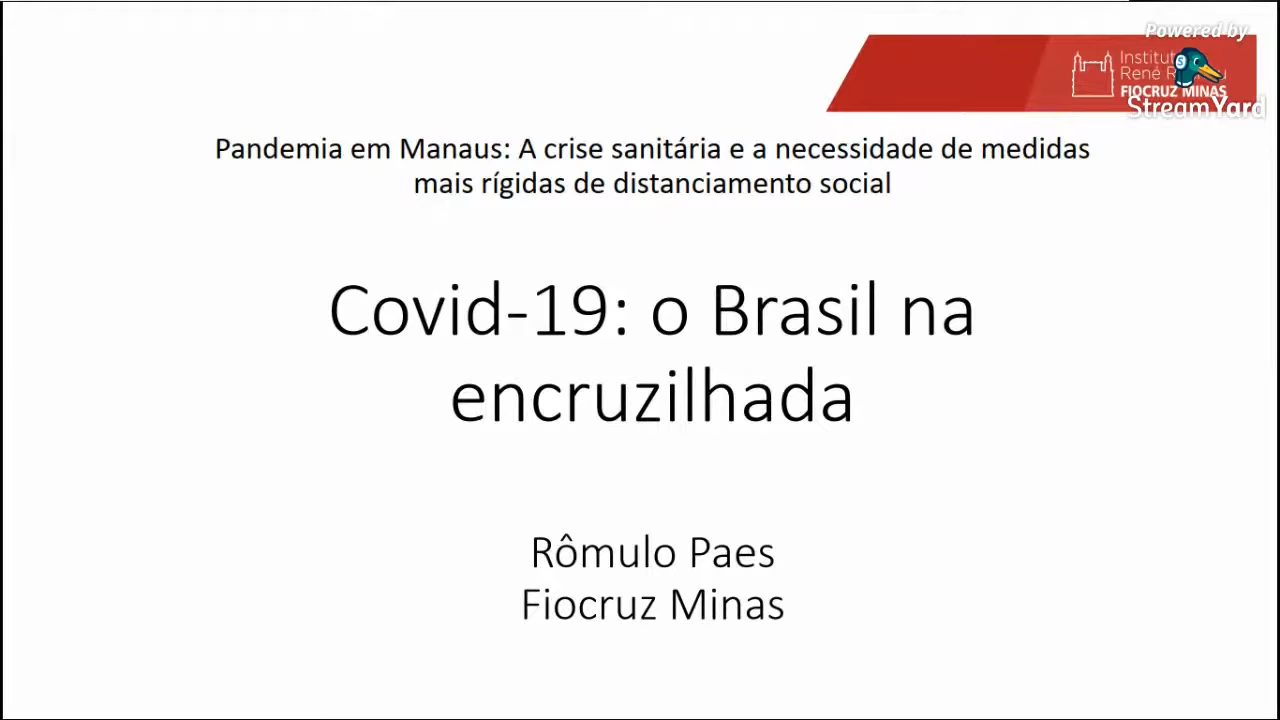 Powered by
Instituto
René
FIOCRUZ MINAS
StreamYard
Pandemia em Manaus: A crise sanitária e a necessidade de medidas
mais rígidas de distanciamento social
Covid-19: o Brasil na
encruzilhada
Rômulo Paes
Fiocruz Minas